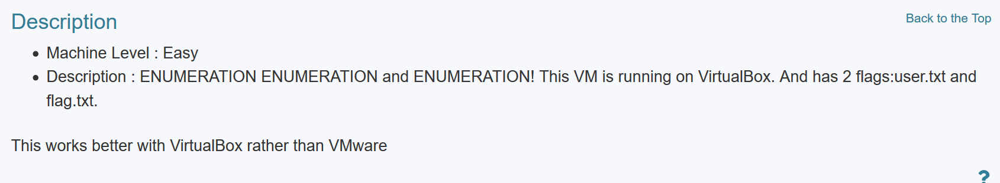 Description
Back to the Top
• Machine Level : Easy
• Description : ENUMERATION ENUMERATION and ENUMERATION! This VM is running on VirtualBox. And has 2 flags:user.txt and
flag.txt.
This works better with VirtualBox rather than VMware
?